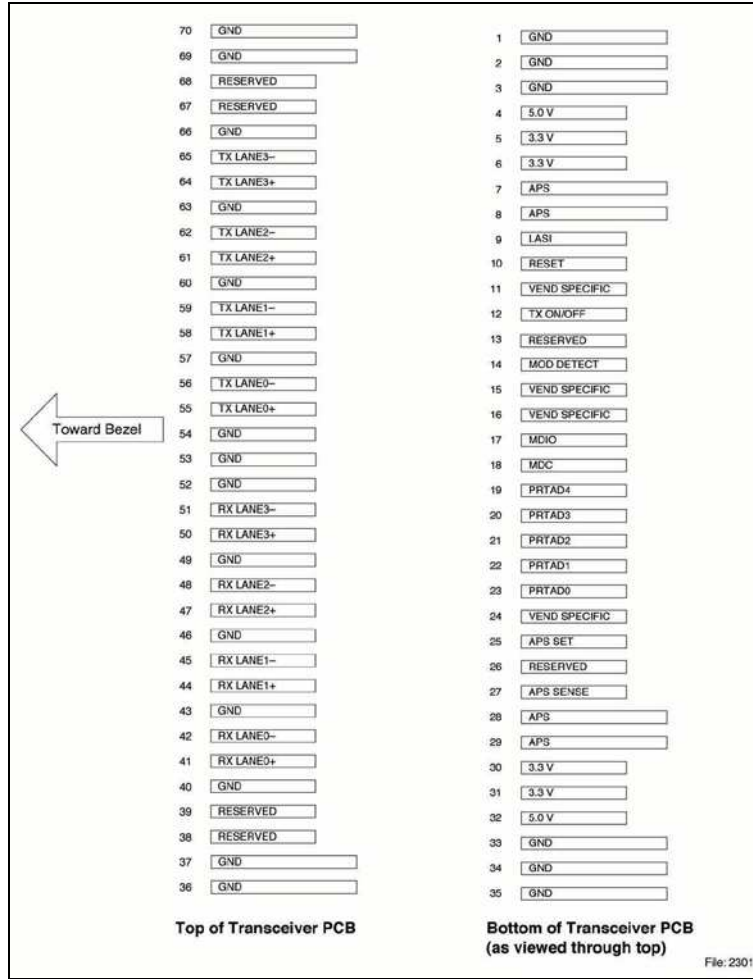 70 GND
69 GND
68 RESERVED
67 RESERVED
66 GND
65 TX LANE3–
64 TX LANE3+
63 GND
62 TX LANE2–
61 TX LANE2+
60 GND
59 TX LANE1–
58 TX LANE1+
57 GND
56 TX LANE0–
55 TX LANE0+
54 GND
53 GND
52 GND
51 RX LANE3–
50 RX LANE3+
49 GND
48 RX LANE2–
47 RX LANE2+
46 GND
45 RX LANE1–
44 RX LANE1+
43 GND
42 RX LANE0–
41 RX LANE0+
40 GND
39 RESERVED
38 RESERVED
37 GND
36 GND
Toward Bezel
Top of Transceiver PCB
1 GND
2 GND
3 GND
4 5.0 V
5 3.3 V
6 3.3 V
7 APS
8 APS
9 LASI
10 RESET
11 VEND SPECIFIC
12 TX ON/OFF
13 RESERVED
14 MOD DETECT
15 VEND SPECIFIC
16 VEND SPECIFIC
17 MDIO
18 MDC
19 PRTAD4
20 PRTAD3
21 PRTAD2
22 PRTAD1
23 PRTAD0
24 VEND SPECIFIC
25 APS SET
26 RESERVED
27 APS SENSE
28 APS
29 APS
30 3.3 V
31 3.3 V
32 5.0 V
33 GND
34 GND
35 GND
Bottom of Transceiver PCB
(as viewed through top)
File: 2301